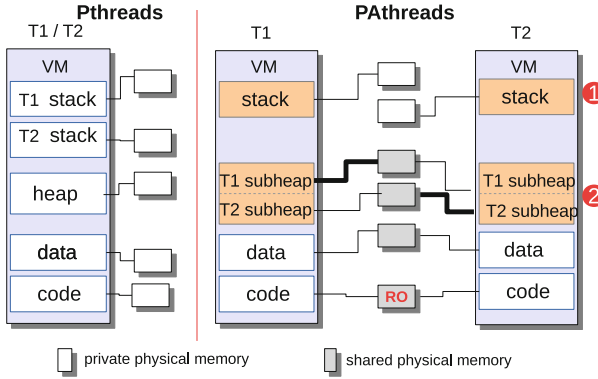 Pthreads
T1 / T2
VM
T1 stack
T2 stack
heap
data
code
PAthreads
T1
VM
stack
T1 subheap
T2 subheap
data
code
RO
T2
VM
stack
1
T1 subheap
2
T2 subheap
data
code
private physical memory
shared physical memory